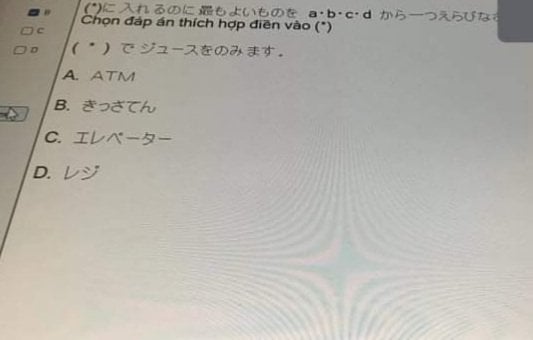 (*)に入れるのに最もよいものを a・b・c・d から一つえらびなさ
Chọn đáp án thích hợp điền vào (*)
B
C
D
( * ) で ジュースをのみ ます .
A. ATM
B. きっさてん
C. エレベーター
D. レジ